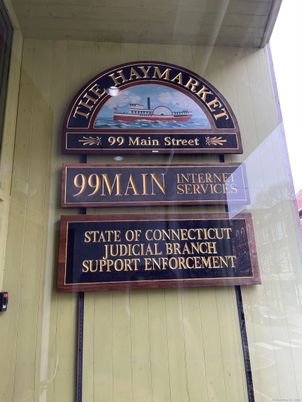 THE HAYMARKET
99 Main Street
99MAIN INTERNET
SERVICES
STATE OF CONNECTICUT
JUDICIAL BRANCH
SUPPORT ENFORCEMENT